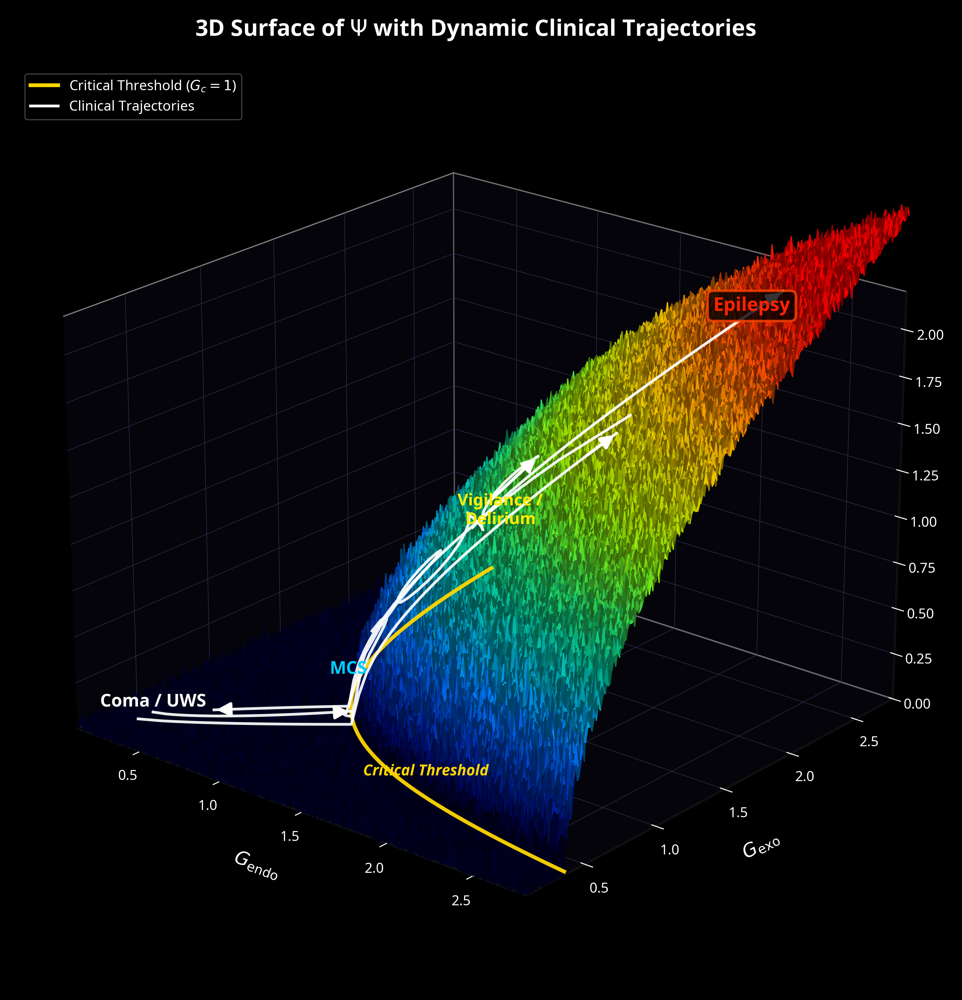 3D Surface of Ψ with Dynamic Clinical Trajectories
Critical Threshold (G_c = 1)
Clinical Trajectories
Epilepsy
Vigilance /
Delirium
MCS
Coma / UWS
Critical Threshold
2.00
1.75
1.50
1.25
1.00
0.75
0.50
0.25
0.00
0.5
1.0
1.5
2.0
2.5
G_endo
0.5
1.0
1.5
2.0
2.5
G_exo